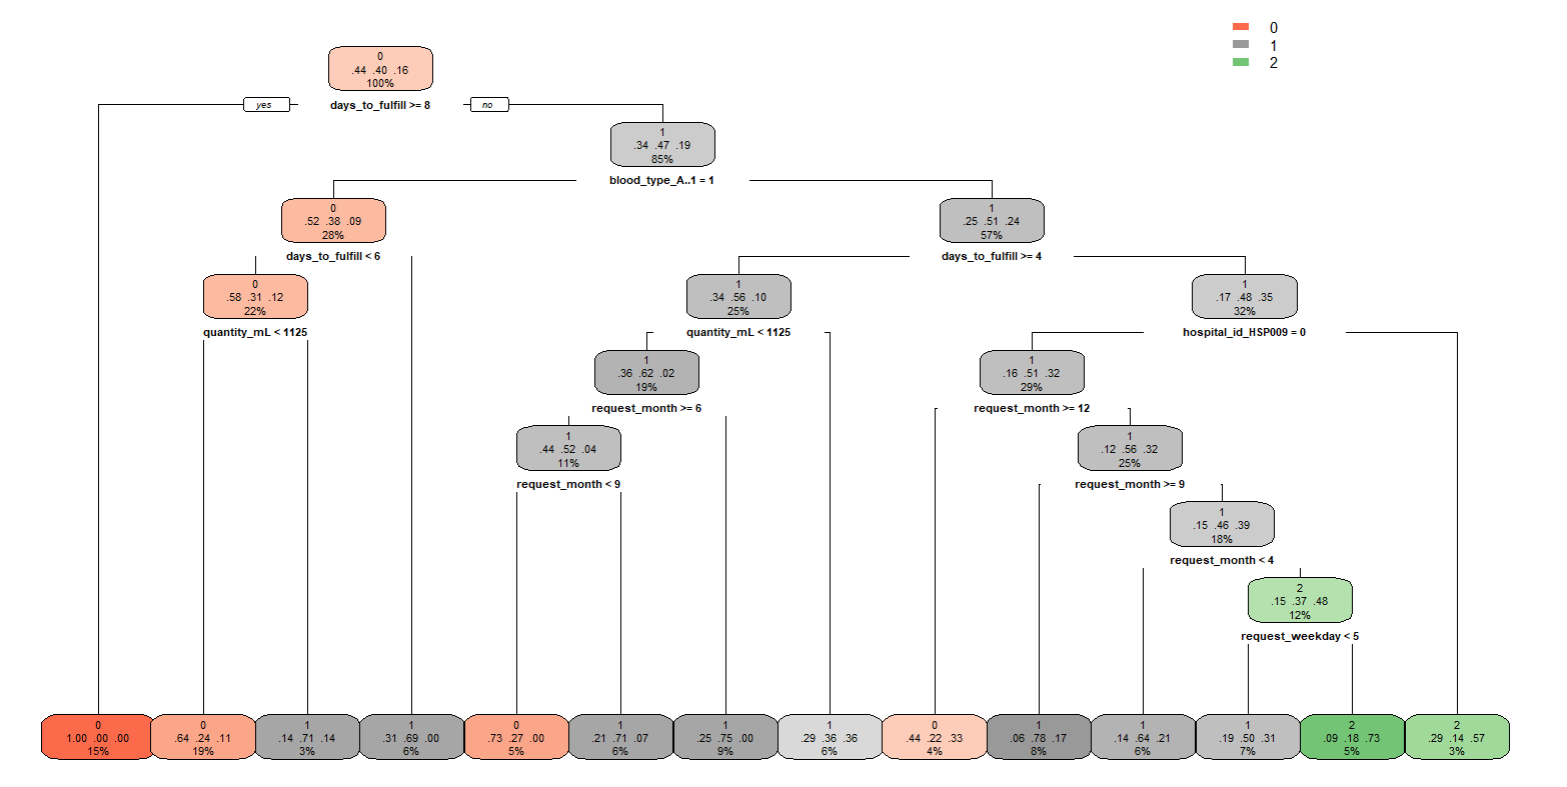 0
1
2
0
.44 .40 .16
100%
yes
days_to_fulfill >= 8
no
1
.34 .47 .19
85%
blood_type_A..1 = 1
0
.52 .38 .09
28%
days_to_fulfill < 6
1
.25 .51 .24
57%
days_to_fulfill >= 4
0
.58 .31 .12
22%
quantity_mL < 1125
1
.34 .56 .10
25%
quantity_mL < 1125
1
.17 .48 .35
32%
hospital_id_HSP009 = 0
1
.36 .62 .02
19%
request_month >= 6
1
.16 .51 .32
29%
request_month >= 12
1
.44 .52 .04
11%
request_month < 9
1
.12 .56 .32
25%
request_month >= 9
1
.15 .46 .39
18%
request_month < 4
2
.15 .37 .48
12%
request_weekday < 5
0
1.00 .00 .00
15%
0
.64 .24 .11
19%
1
.14 .71 .14
3%
1
.31 .69 .00
6%
0
.73 .27 .00
5%
1
.21 .71 .07
6%
1
.25 .75 .00
9%
1
.29 .36 .36
6%
0
.44 .22 .33
4%
1
.06 .78 .17
8%
1
.14 .64 .21
6%
1
.19 .50 .31
7%
2
.09 .18 .73
5%
2
.29 .14 .57
3%